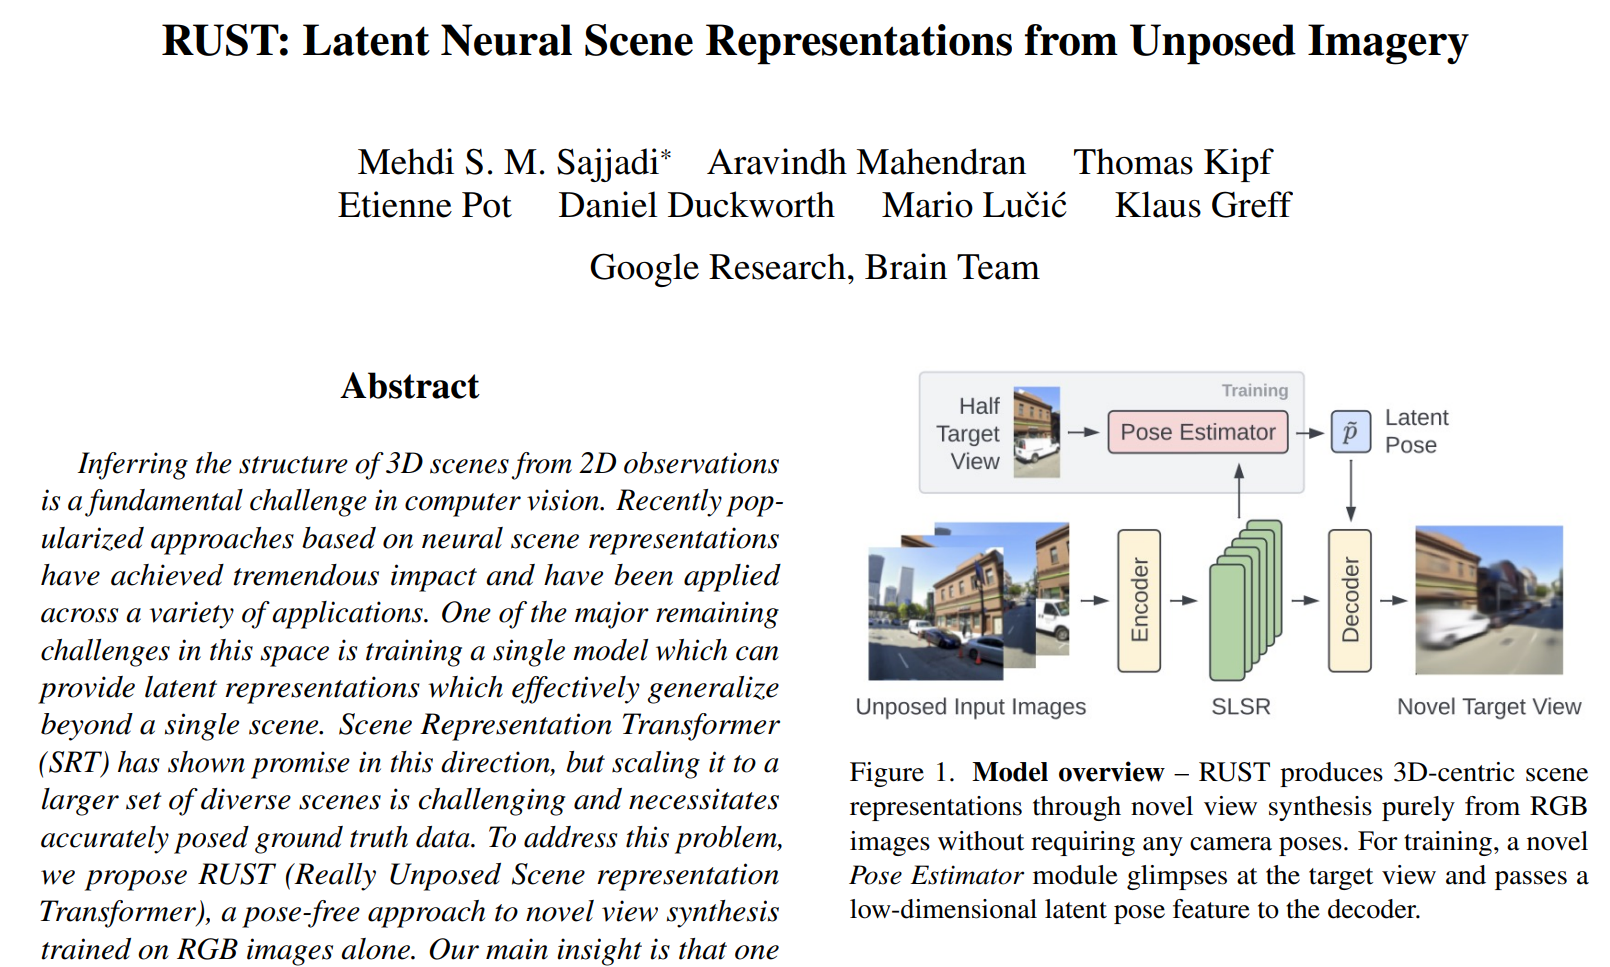 RUST: Latent Neural Scene Representations from Unposed Imagery
Mehdi S. M. Sajjadi* Aravindh Mahendran Thomas Kipf
Etienne Pot Daniel Duckworth Mario Lučić Klaus Greff
Google Research, Brain Team
Abstract
Inferring the structure of 3D scenes from 2D observations
is a fundamental challenge in computer vision. Recently pop-
ularized approaches based on neural scene representations
have achieved tremendous impact and have been applied
across a variety of applications. One of the major remaining
challenges in this space is training a single model which can
provide latent representations which effectively generalize
beyond a single scene. Scene Representation Transformer
(SRT) has shown promise in this direction, but scaling it to a
larger set of diverse scenes is challenging and necessitates
accurately posed ground truth data. To address this problem,
we propose RUST (Really Unposed Scene representation
Transformer), a pose-free approach to novel view synthesis
trained on RGB images alone. Our main insight is that one
Training
Half
Target
View
Pose Estimator
p̃
Latent
Pose
Encoder
Decoder
Unposed Input Images
SLSR
Novel Target View
Figure 1. Model overview – RUST produces 3D-centric scene
representations through novel view synthesis purely from RGB
images without requiring any camera poses. For training, a novel
Pose Estimator module glimpses at the target view and passes a
low-dimensional latent pose feature to the decoder.